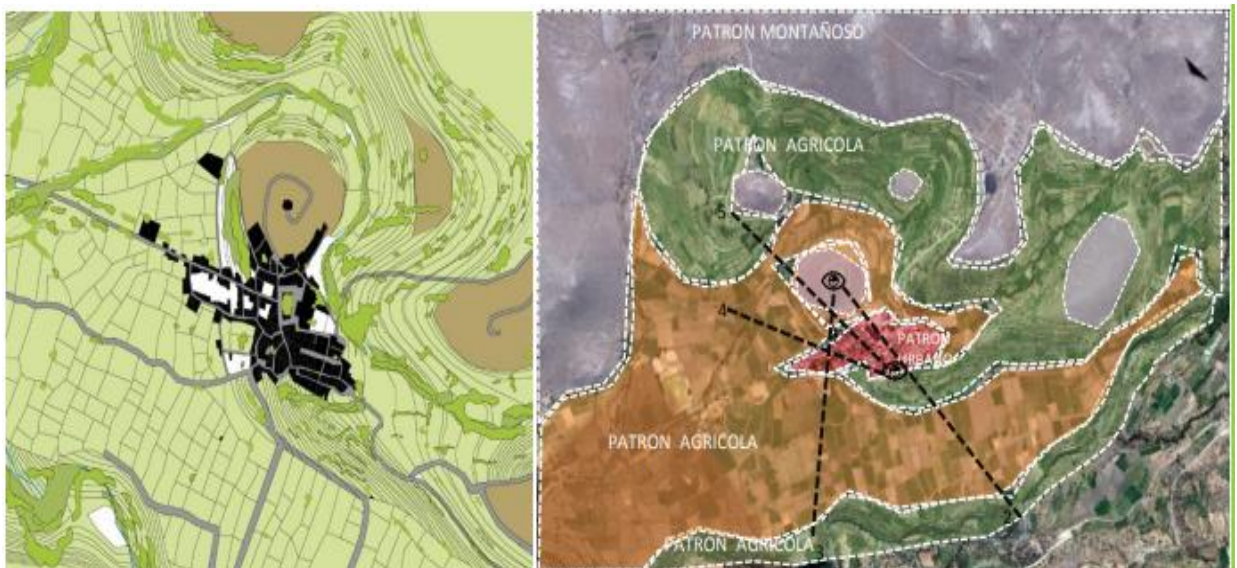 PATRON MONTAÑOSO
PATRON AGRICOLA
5
4
PATRON
URBANO
PATRON AGRICOLA
PATRON AGRICOLA